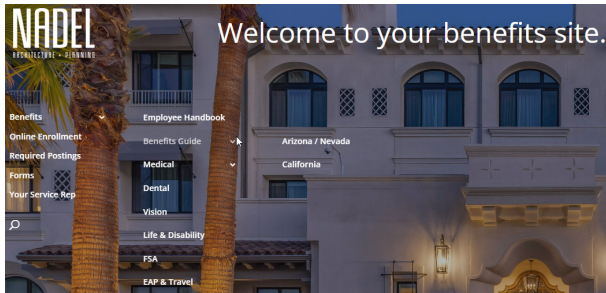 NADEL
ARCHITECTURE + PLANNING
Welcome to your benefits site.
Benefits
Online Enrollment
Required Postings
Forms
Your Service Rep
Employee Handbook
Benefits Guide
Medical
Dental
Vision
Life & Disability
FSA
EAP & Travel
Arizona / Nevada
California